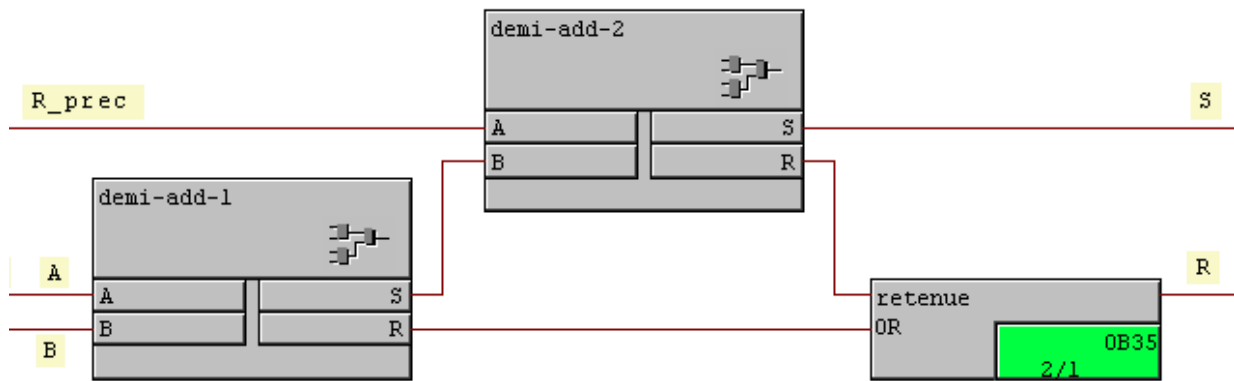 demi-add-2
R_prec
S
A
S
B
R
demi-add-1
A
R
A
S
retenue
B
R
OR
B
OB35
2/1